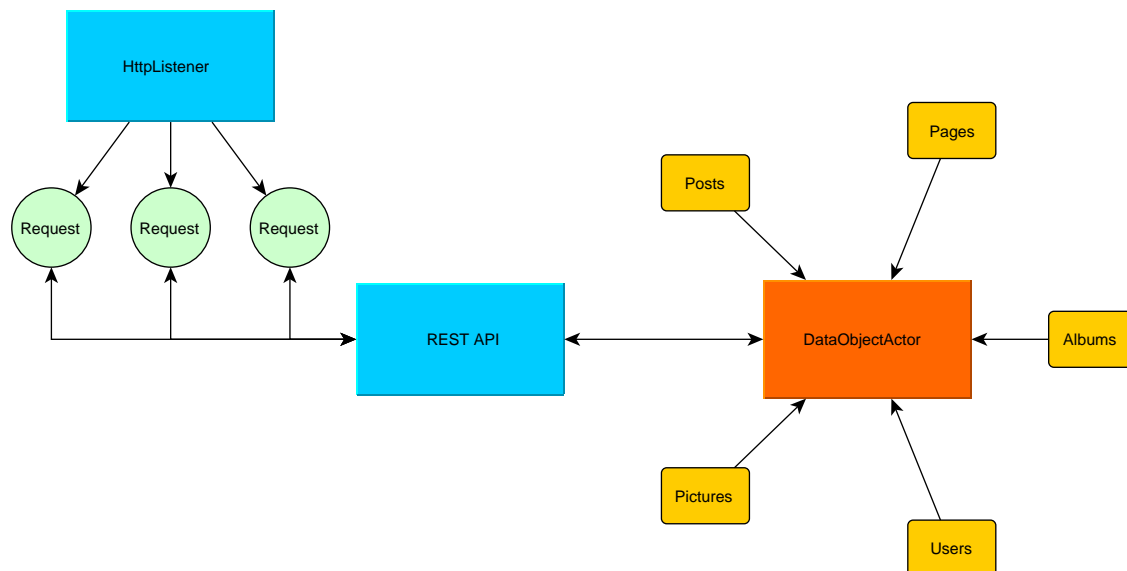 HttpListener
Pages
Posts
Request
Request
Request
REST API
DataObjectActor
Albums
Pictures
Users